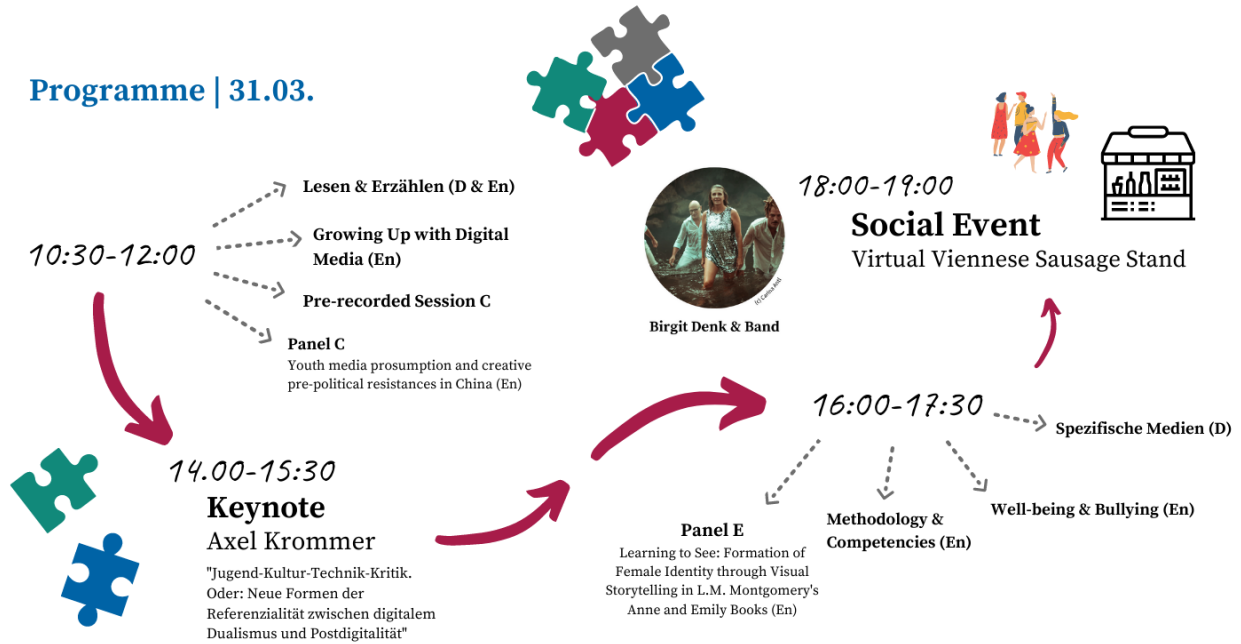 Programme | 31.03.
10:30-12:00
Lesen & Erzählen (D & En)
Growing Up with Digital
Media (En)
Pre-recorded Session C
Panel C
Youth media prosumption and creative
pre-political resistances in China (En)
14.00-15:30
Keynote
Axel Krommer
"Jugend-Kultur-Technik-Kritik.
Oder: Neue Formen der
Referenzialität zwischen digitalem
Dualismus und Postdigitalität"
16:00-17:30
Spezifische Medien (D)
Well-being & Bullying (En)
Methodology &
Competencies (En)
Panel E
Learning to See: Formation of
Female Identity through Visual
Storytelling in L.M. Montgomery's
Anne and Emily Books (En)
18:00-19:00
Social Event
Virtual Viennese Sausage Stand
(c) Carina
Birgit Denk & Band